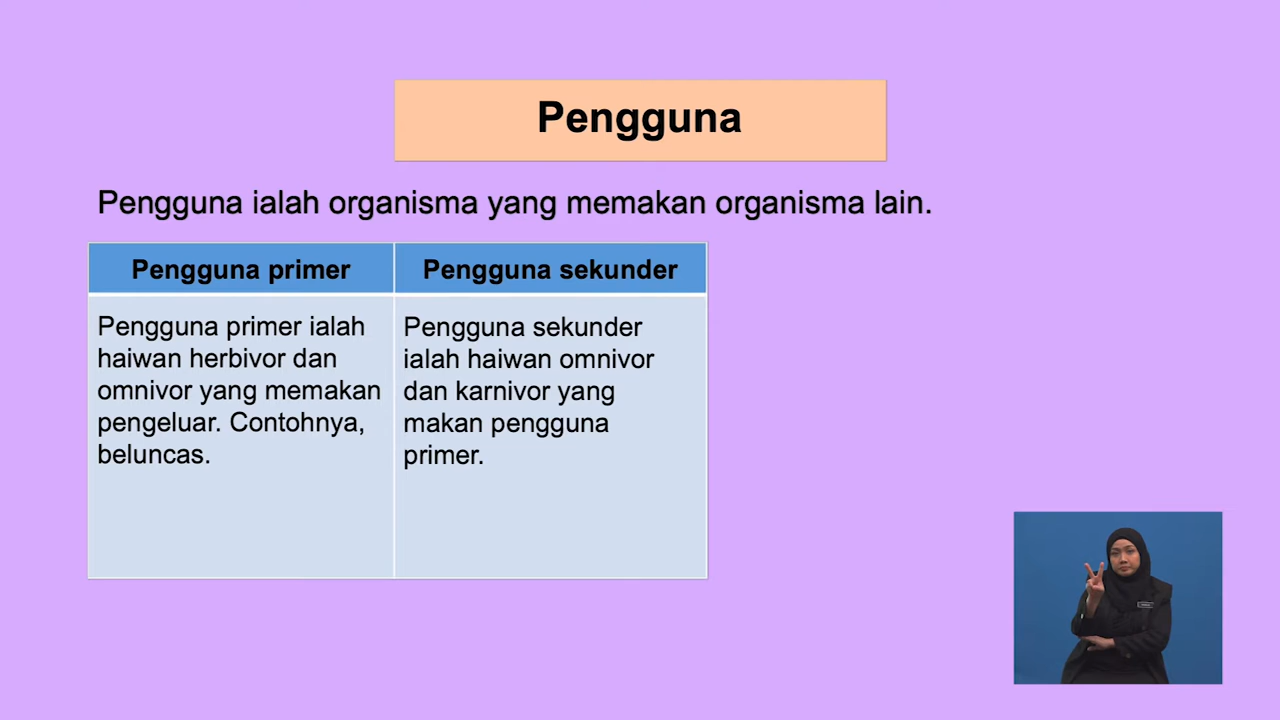 Pengguna
Pengguna ialah organisma yang memakan organisma lain.
Pengguna primer
Pengguna primer ialah
haiwan herbivor dan
omnivor yang memakan
pengeluar. Contohnya,
beluncas.
Pengguna sekunder
Pengguna sekunder
ialah haiwan omnivor
dan karnivor yang
makan pengguna
primer.